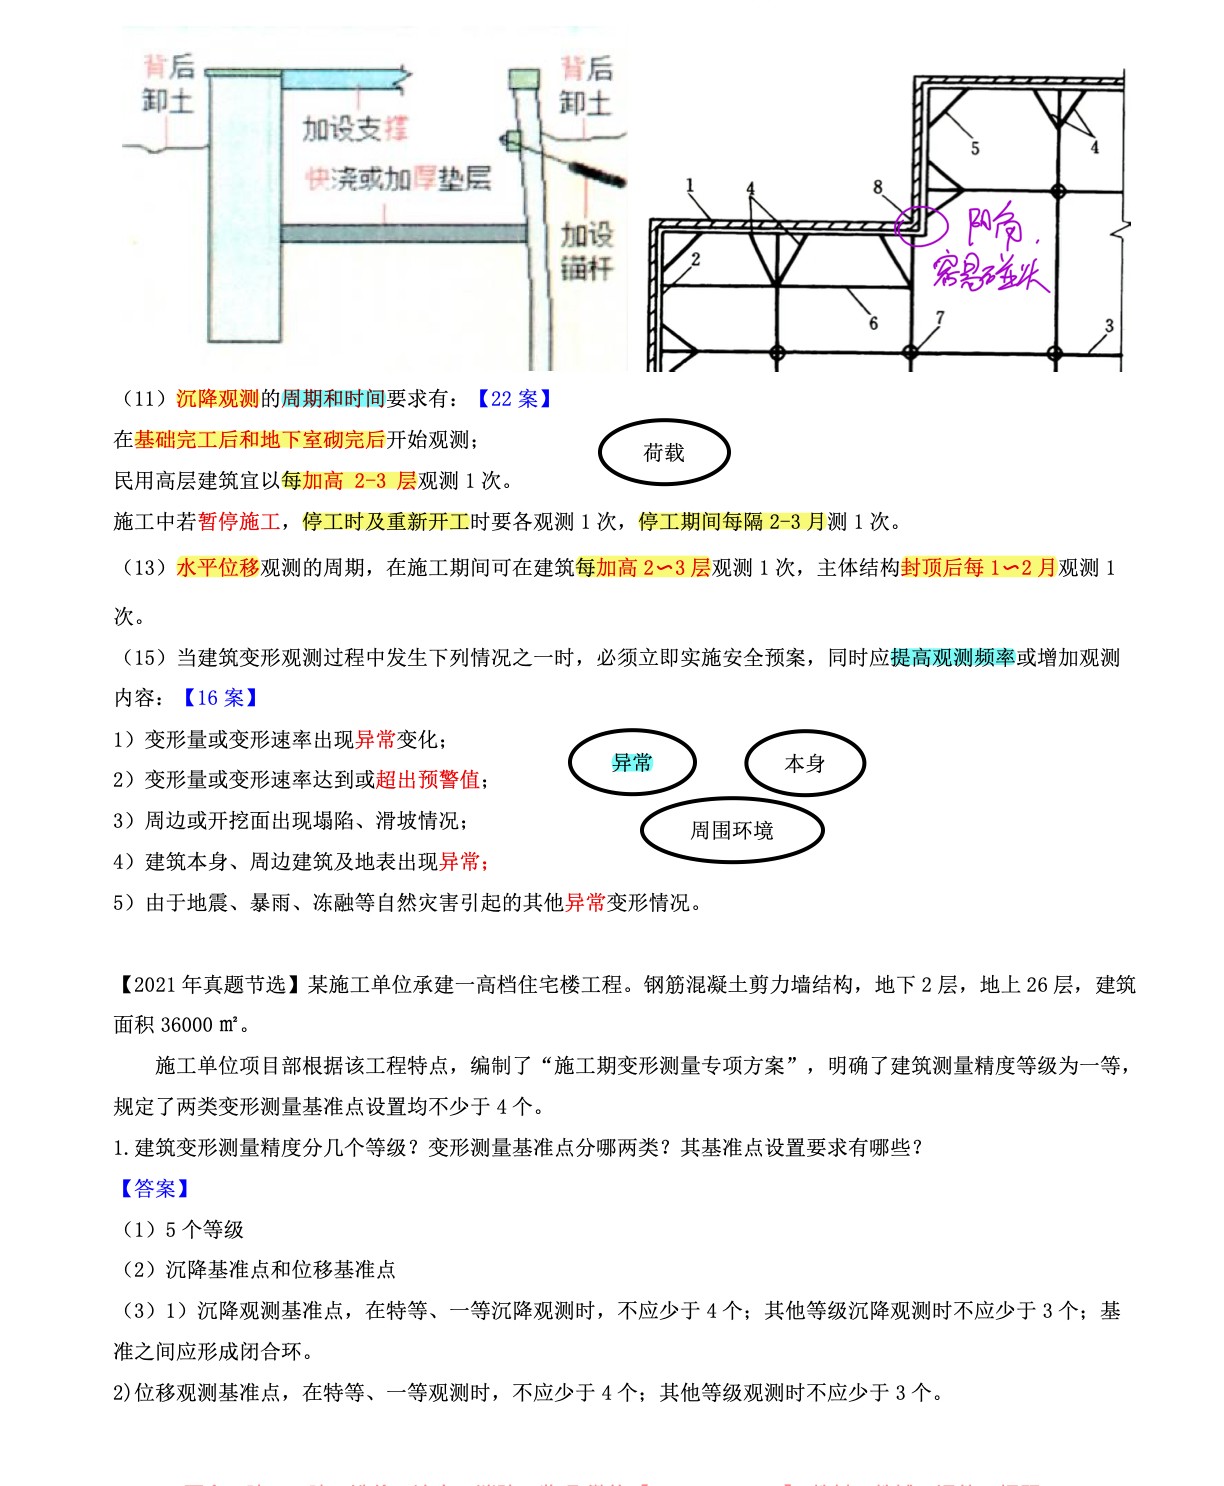 背后
卸土
加设支撑
快浇或加厚垫层
背后
卸土
加设
锚杆
5
4
1
4
8
阴角.
容易碰头
2
6
7
3
（11）沉降观测的周期和时间要求有：【22 案】
在基础完工后和地下室砌完后开始观测；
荷载
民用高层建筑宜以每加高 2-3 层观测 1 次。
施工中若暂停施工，停工时及重新开工时要各观测 1 次，停工期间每隔 2-3 月测 1 次。
（13）水平位移观测的周期，在施工期间可在建筑每加高 2～3 层观测 1 次，主体结构封顶后每 1～2 月观测 1
次。
（15）当建筑变形观测过程中发生下列情况之一时，必须立即实施安全预案，同时应提高观测频率或增加观测
内容：【16 案】
1）变形量或变形速率出现异常变化；
异常
本身
2）变形量或变形速率达到或超出预警值；
3）周边或开挖面出现塌陷、滑坡情况；
周围环境
4）建筑本身、周边建筑及地表出现异常；
5）由于地震、暴雨、冻融等自然灾害引起的其他异常变形情况。
【2021 年真题节选】某施工单位承建一高档住宅楼工程。钢筋混凝土剪力墙结构，地下 2 层，地上 26 层，建筑
面积 36000 ㎡。
施工单位项目部根据该工程特点，编制了“施工期变形测量专项方案”，明确了建筑测量精度等级为一等，
规定了两类变形测量基准点设置均不少于 4 个。
1.建筑变形测量精度分几个等级？变形测量基准点分哪两类？其基准点设置要求有哪些？
【答案】
（1）5 个等级
（2）沉降基准点和位移基准点
（3）1）沉降观测基准点，在特等、一等沉降观测时，不应少于 4 个；其他等级沉降观测时不应少于 3 个；基
准之间应形成闭合环。
2)位移观测基准点，在特等、一等观测时，不应少于 4 个；其他等级观测时不应少于 3 个。